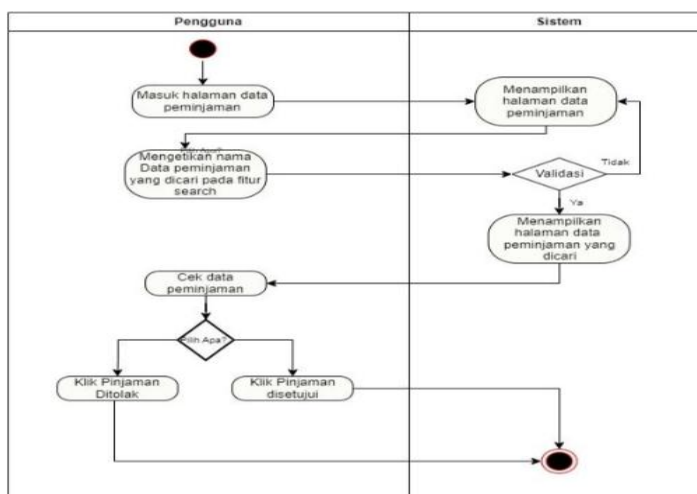 Pengguna
Sistem
Masuk halaman data
peminjaman
Menampilkan
halaman data
peminjaman
Pilih Apa?
Mengetikan nama
Data peminjaman
yang dicari pada fitur
search
Validasi
Tidak
Ya
Menampilkan
halaman data
peminjaman yang
dicari
Cek data
peminjaman
Pilih Apa?
Klik Pinjaman
Ditolak
Klik Pinjaman
disetujui